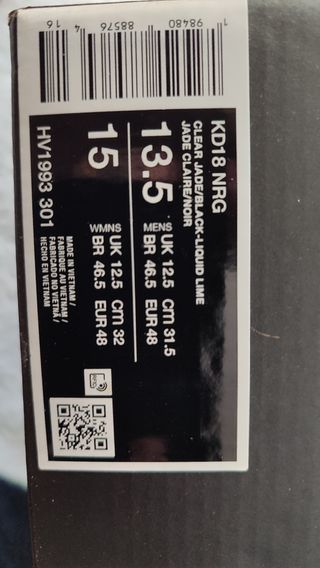 KD18 NRG
CLEAR JADE/BLACK-LIQUID LIME
JADE CLAIRE/NOIR
13.5
MENS UK 12.5 cm 31.5
BR 46.5 EUR 48
15
WMNS UK 12.5 cm 32
BR 46.5 EUR 48
MADE IN VIETNAM /
FABRIQUE AU VIETNAM /
FABRICADO NO VIETNÃ /
HECHO EN VIETNAM
HV1993 301
1 98480 88576 4
16